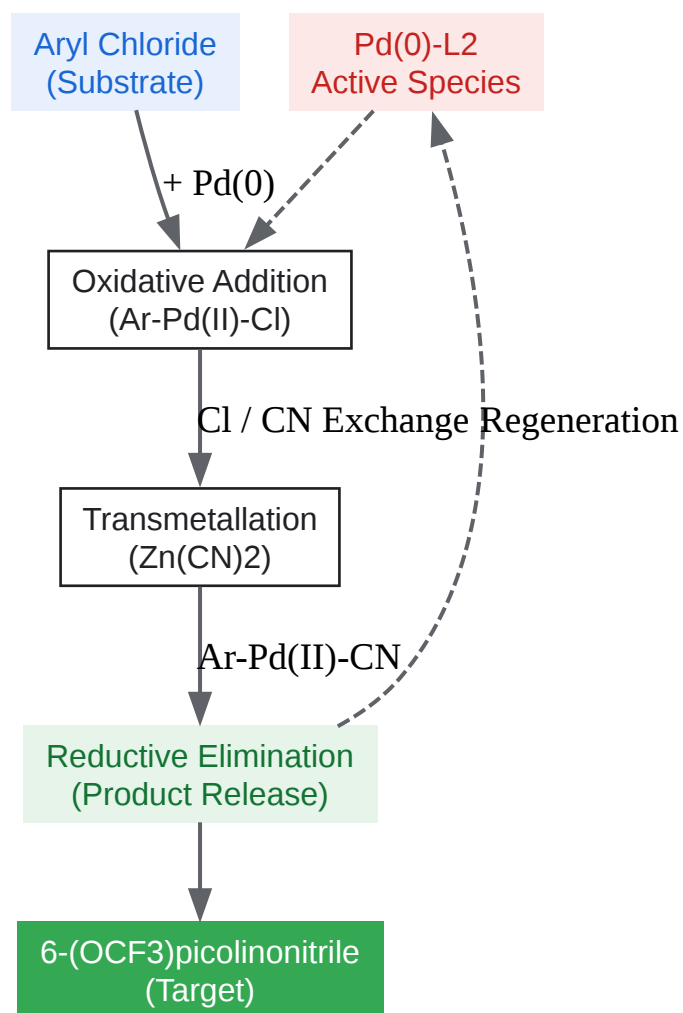 Aryl Chloride
(Substrate)
Pd(0)-L2
Active Species
+ Pd(0)
Oxidative Addition
(Ar-Pd(II)-Cl)
Cl / CN Exchange
Regeneration
Transmetallation
(Zn(CN)2)
Ar-Pd(II)-CN
Reductive Elimination
(Product Release)
6-(OCF3)picolinonitrile
(Target)